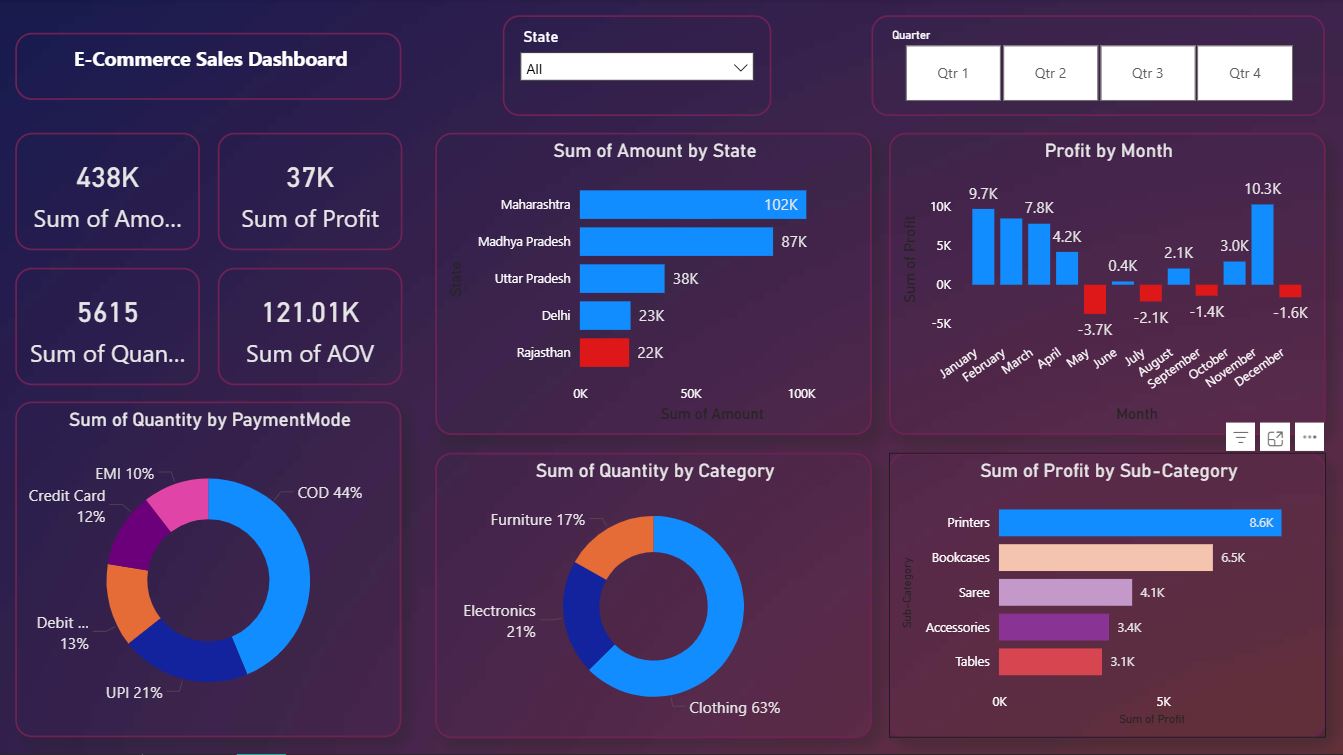 E-Commerce Sales Dashboard
State
All
Quarter
Qtr 1
Qtr 2
Qtr 3
Qtr 4
438K
Sum of Amo...
37K
Sum of Profit
5615
Sum of Quan...
121.01K
Sum of AOV
Sum of Amount by State
State
Maharashtra
102K
Madhya Pradesh
87K
Uttar Pradesh
38K
Delhi
23K
Rajasthan
22K
0K
50K
100K
Sum of Amount
Profit by Month
Sum of Profit
10K
5K
0K
-5K
9.7K
7.8K
4.2K
-3.7K
0.4K
-2.1K
2.1K
-1.4K
3.0K
10.3K
-1.6K
January
February
March
April
May
June
July
August
September
October
November
December
Month
Sum of Quantity by PaymentMode
EMI 10%
COD 44%
Credit Card
12%
Debit ...
13%
UPI 21%
Sum of Quantity by Category
Furniture 17%
Electronics
21%
Clothing 63%
Sum of Profit by Sub-Category
Sub-Category
Printers
8.6K
Bookcases
6.5K
Saree
4.1K
Accessories
3.4K
Tables
3.1K
0K
5K
Sum of Profit